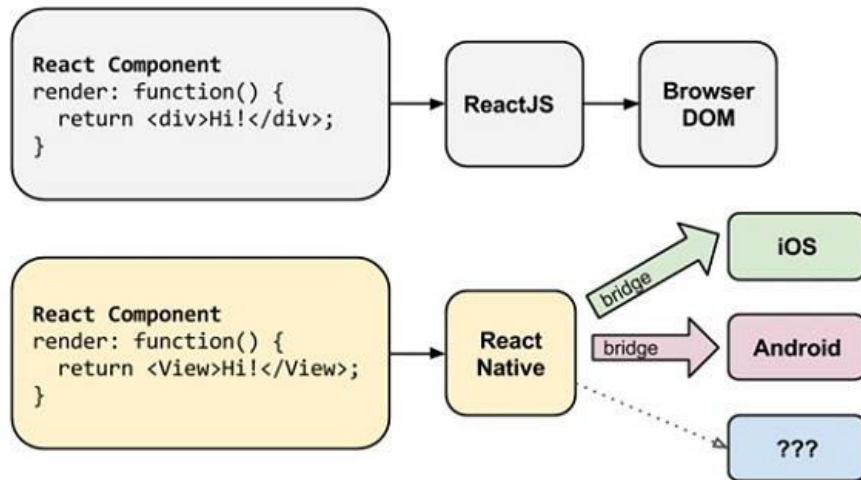 React Component
render: function() {
  return <div>Hi!</div>;
}
ReactJS
Browser
DOM
React Component
render: function() {
  return <View>Hi!</View>;
}
React
Native
bridge
iOS
bridge
Android
???